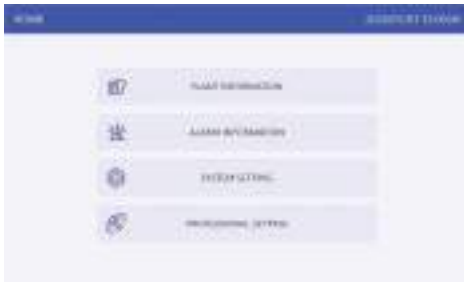 HOME
PLANT INFORMATION
ALARM INFORMATION
SYSTEM SETTING
PROFESSIONAL SETTING